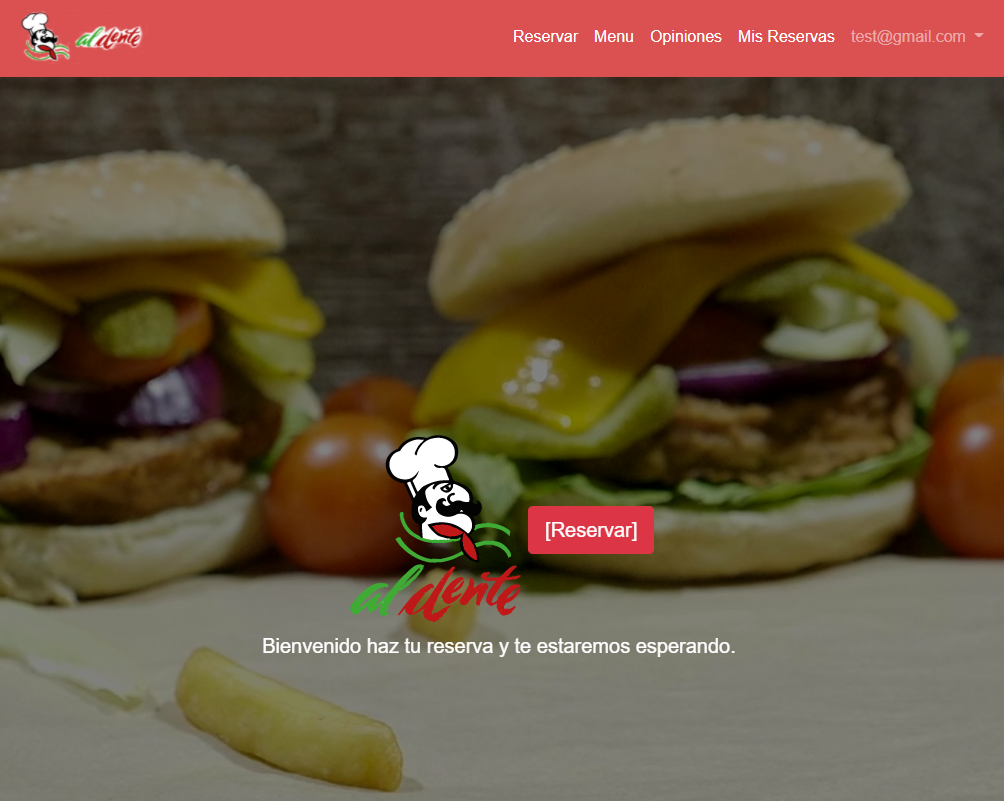 al dente
Reservar Menu Opiniones Mis Reservas test@gmail.com
[Reservar]
al dente
Bienvenido haz tu reserva y te estaremos esperando.